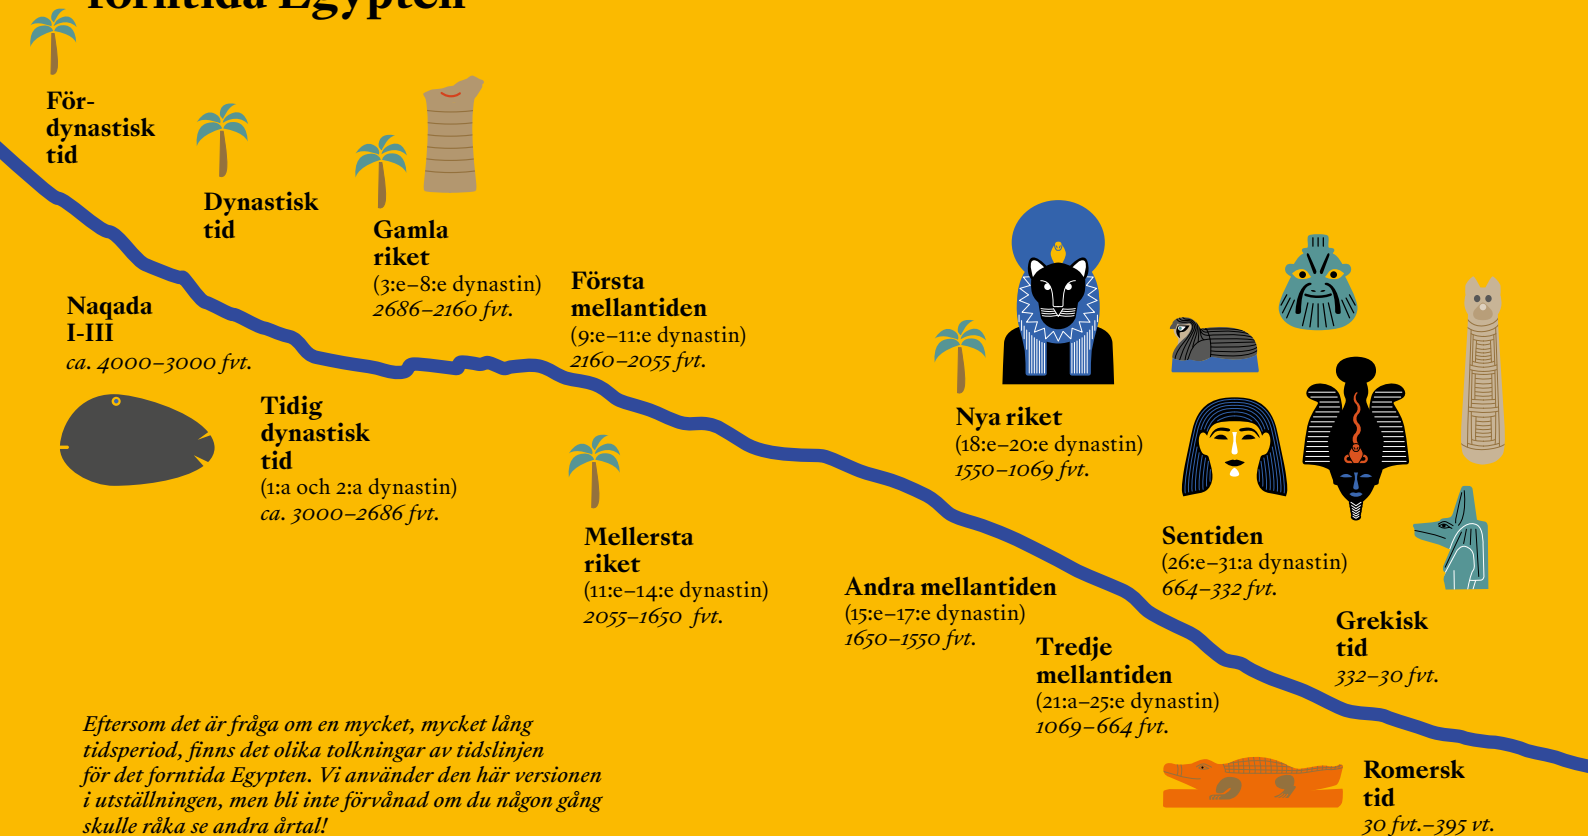 forntida Egypten
För-
dynastisk
tid
Dynastisk
tid
Gamla
riket
(3:e–8:e dynastin)
2686–2160 fvt.
Naqada
I-III
ca. 4000–3000 fvt.
Första
mellantiden
(9:e–11:e dynastin)
2160–2055 fvt.
Tidig
dynastisk
tid
(1:a och 2:a dynastin)
ca. 3000–2686 fvt.
Mellersta
riket
(11:e–14:e dynastin)
2055–1650 fvt.
Nya riket
(18:e–20:e dynastin)
1550–1069 fvt.
Andra mellantiden
(15:e–17:e dynastin)
1650–1550 fvt.
Sentiden
(26:e–31:a dynastin)
664–332 fvt.
Tredje
mellantiden
(21:a–25:e dynastin)
1069–664 fvt.
Grekisk
tid
332–30 fvt.
Romersk
tid
30 fvt.–395 vt.
Eftersom det är fråga om en mycket, mycket lång
tidsperiod, finns det olika tolkningar av tidslinjen
för det forntida Egypten. Vi använder den här versionen
i utställningen, men bli inte förvånad om du någon gång
skulle råka se andra årtal!